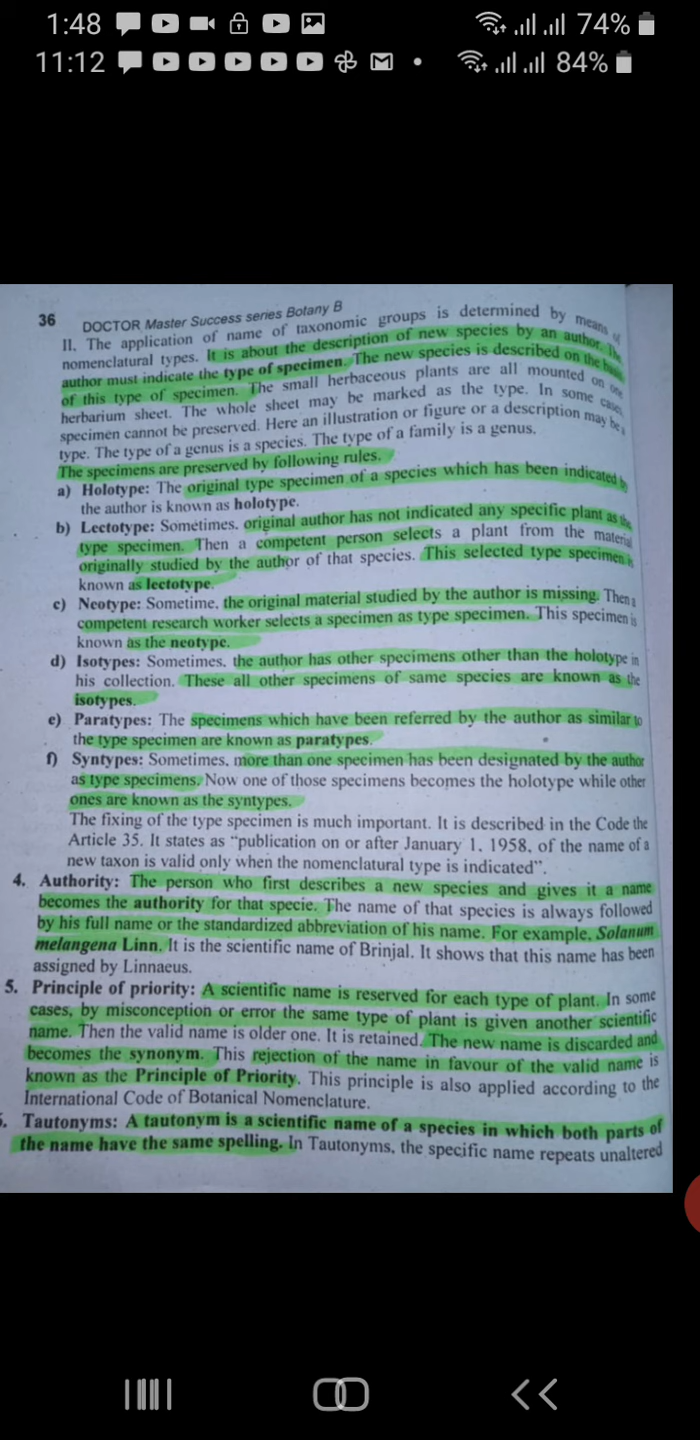 1:48 74%
11:12 84%
36 DOCTOR Master Success series Botany B
II. The application of name of taxonomic groups is determined by means of
nomenclatural types. It is about the description of new species by an author. The
author must indicate the type of specimen. The new species is described on the basis
of this type of specimen. The small herbaceous plants are all mounted on one
herbarium sheet. The whole sheet may be marked as the type. In some cases,
specimen cannot be preserved. Here an illustration or figure or a description may be
type. The type of a genus is a species. The type of a family is a genus.
The specimens are preserved by following rules.
a) Holotype: The original type specimen of a species which has been indicated by
the author is known as holotype.
b) Lectotype: Sometimes, original author has not indicated any specific plant as the
type specimen. Then a competent person selects a plant from the material
originally studied by the author of that species. This selected type specimen is
known as lectotype.
c) Neotype: Sometime, the original material studied by the author is missing. Then a
competent research worker selects a specimen as type specimen. This specimen is
known as the neotype.
d) Isotypes: Sometimes, the author has other specimens other than the holotype in
his collection. These all other specimens of same species are known as the
isotypes.
e) Paratypes: The specimens which have been referred by the author as similar to
the type specimen are known as paratypes.
f) Syntypes: Sometimes, more than one specimen has been designated by the author
as type specimens. Now one of those specimens becomes the holotype while other
ones are known as the syntypes.
The fixing of the type specimen is much important. It is described in the Code the
Article 35. It states as “publication on or after January 1, 1958, of the name of a
new taxon is valid only when the nomenclatural type is indicated”.
4. Authority: The person who first describes a new species and gives it a name
becomes the authority for that specie. The name of that species is always followed
by his full name or the standardized abbreviation of his name. For example, Solanum
melangena Linn. It is the scientific name of Brinjal. It shows that this name has been
assigned by Linnaeus.
5. Principle of priority: A scientific name is reserved for each type of plant. In some
cases, by misconception or error the same type of plant is given another scientific
name. Then the valid name is older one. It is retained. The new name is discarded and
becomes the synonym. This rejection of the name in favour of the valid name is
known as the Principle of Priority. This principle is also applied according to the
International Code of Botanical Nomenclature.
. Tautonyms: A tautonym is a scientific name of a species in which both parts of
the name have the same spelling. In Tautonyms, the specific name repeats unaltered